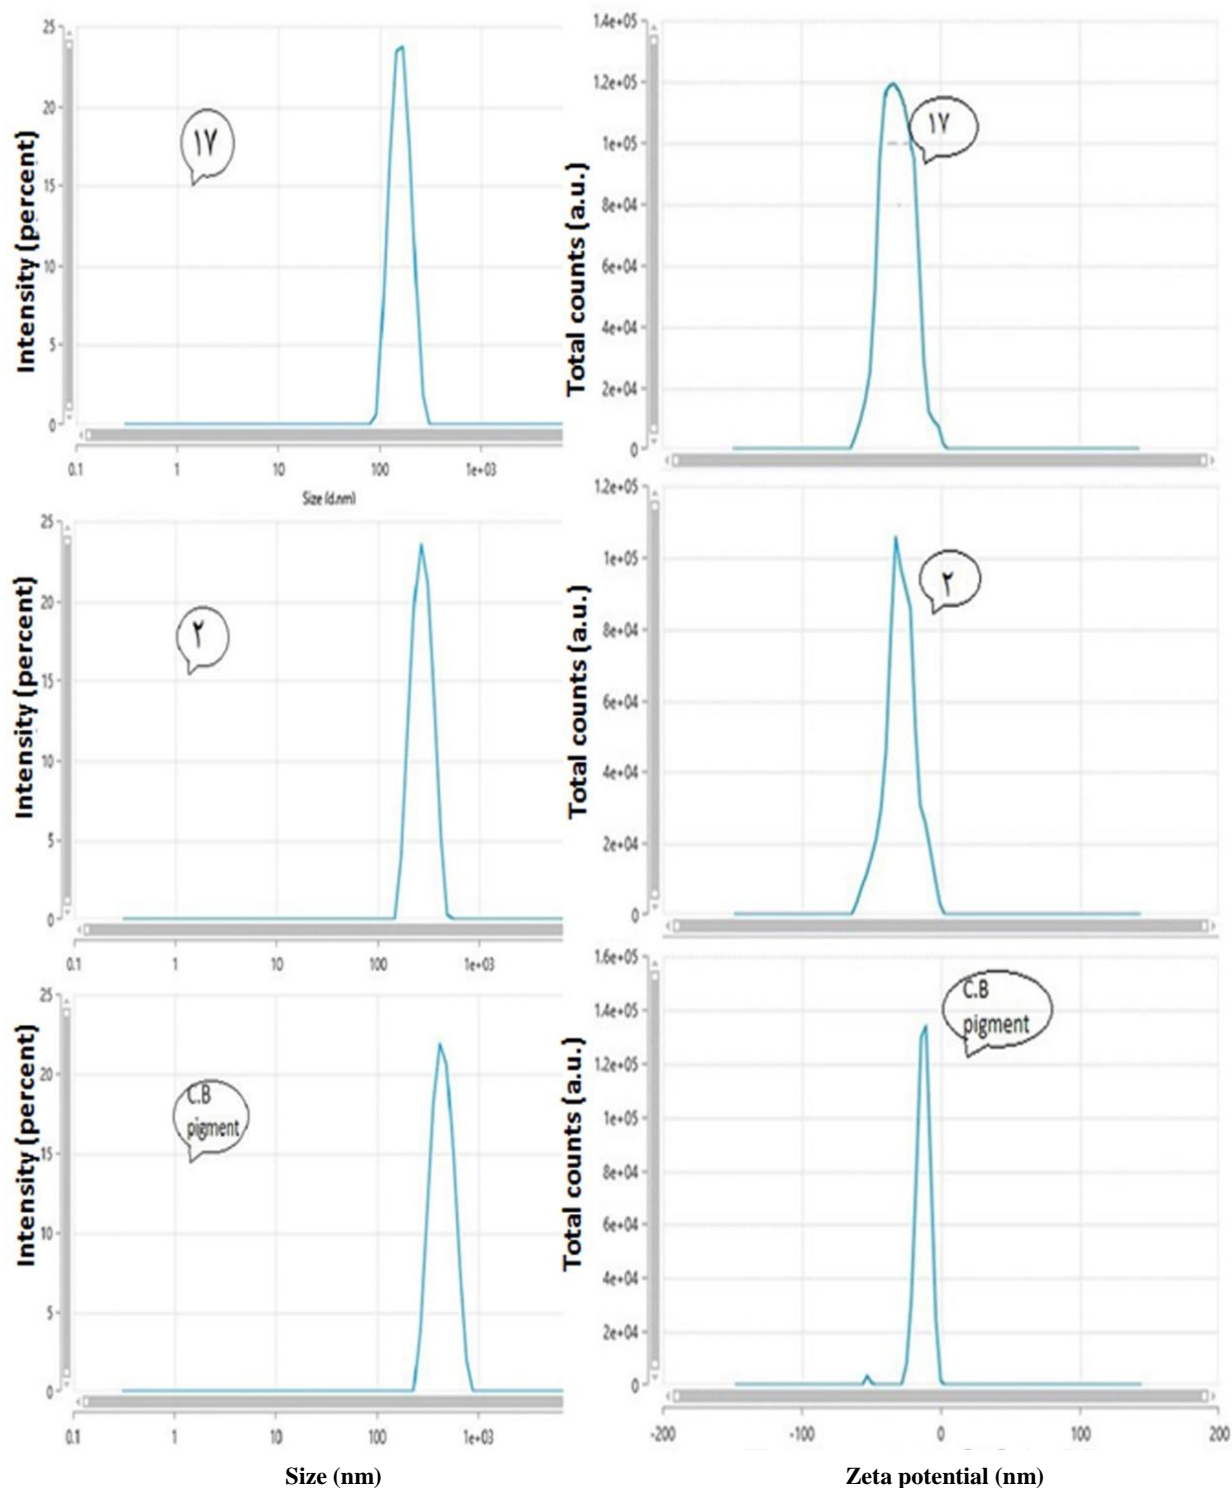 25
20
15
10
5
0
Intensity (percent)
١٧
0.1 1 10 100 1e+03
Size (d.nm)
1.4e+05
1.2e+05
1e+05
8e+04
6e+04
4e+04
2e+04
0
Total counts (a.u.)
١٧
25
20
15
10
5
0
Intensity (percent)
٢
0.1 1 10 100 1e+03
1.2e+05
1e+05
8e+04
6e+04
4e+04
2e+04
0
Total counts (a.u.)
٢
25
20
15
10
5
0
Intensity (percent)
C.B
pigment
0.1 1 10 100 1e+03
Size (nm)
1.6e+05
1.4e+05
1.2e+05
1e+05
8e+04
6e+04
4e+04
2e+04
0
Total counts (a.u.)
C.B
pigment
-200 -100 0 100 200
Zeta potential (nm)